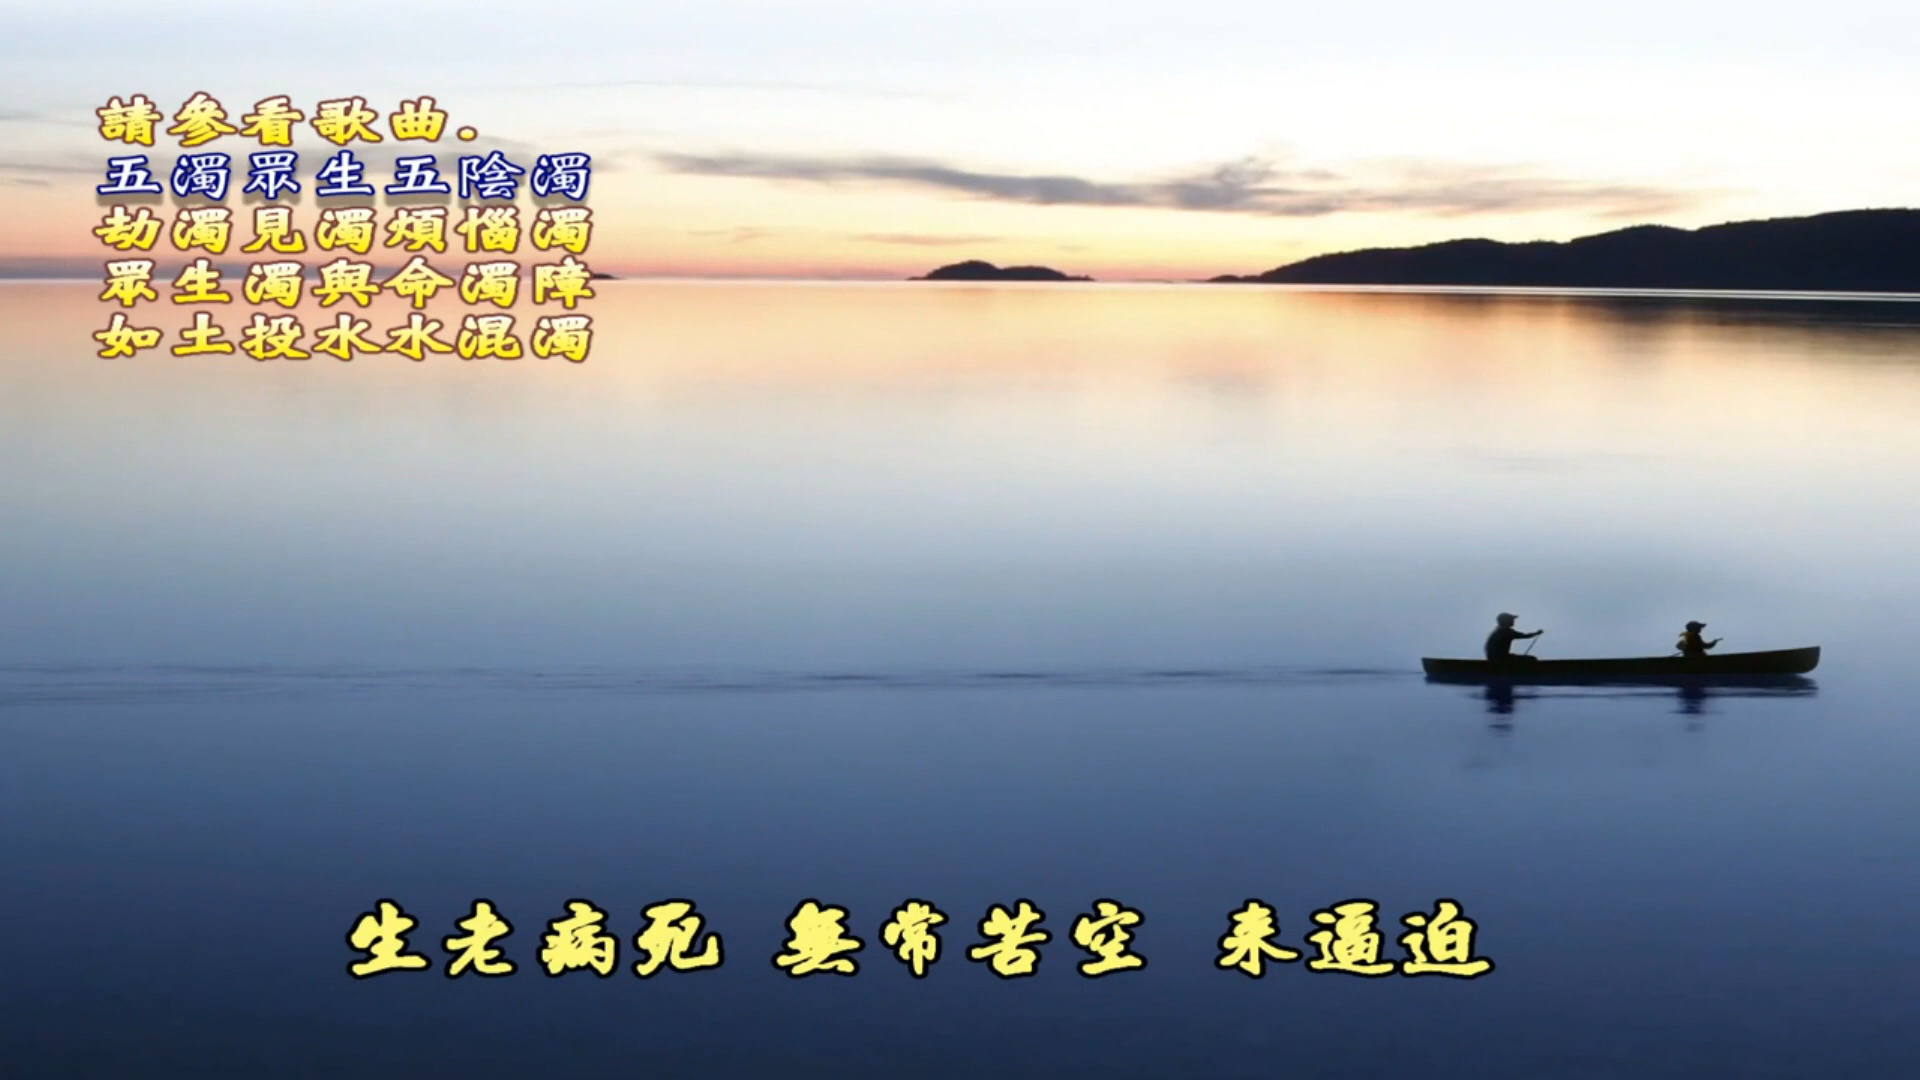 請參看歌曲.
五濁眾生五陰濁
劫濁見濁煩惱濁
眾生濁與命濁障
如土投水水混濁
生老病死 無常苦空 来逼迫